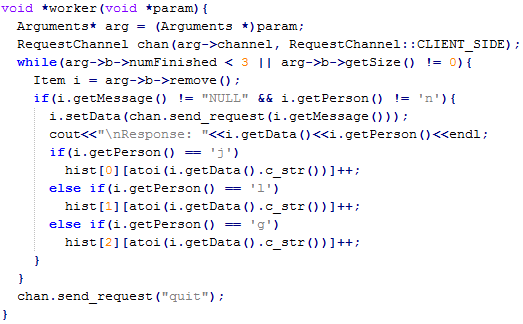 void *worker(void *param){
  Arguments* arg = (Arguments *)param;
  RequestChannel chan(arg->channel, RequestChannel::CLIENT_SIDE);
  while(arg->b->numFinished < 3 || arg->b->getSize() != 0){
    Item i = arg->b->remove();
    if(i.getMessage() != "NULL" && i.getPerson() != 'n'){
      i.setData(chan.send_request(i.getMessage()));
      cout<<"\nResponse: "<<i.getData()<<i.getPerson()<<endl;
      if(i.getPerson() == 'j')
        hist[0][atoi(i.getData().c_str())]++;
      else if(i.getPerson() == 'l')
        hist[1][atoi(i.getData().c_str())]++;
      else if(i.getPerson() == 'g')
        hist[2][atoi(i.getData().c_str())]++;
    }
  }
  chan.send_request("quit");
}